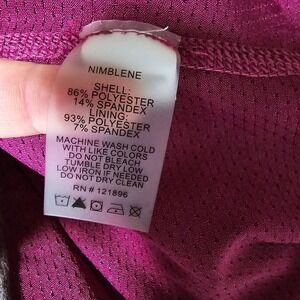 NIMBLENE
SHELL:
86% POLYESTER
14% SPANDEX
LINING:
93% POLYESTER
7% SPANDEX
MACHINE WASH COLD
WITH LIKE COLORS
DO NOT BLEACH
TUMBLE DRY LOW
LOW IRON IF NEEDED
DO NOT DRY CLEAN
RN # 121896